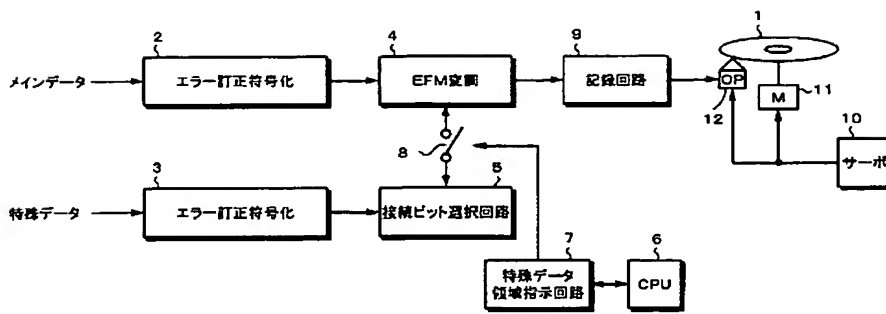 2
4
9
1
メインデータ
エラー訂正符号化
EFM変調
記録回路
OP
12
M
11
10
サーボ
8
3
5
特殊データ
エラー訂正符号化
接続ビット選択回路
7
6
特殊データ
領域指示回路
CPU